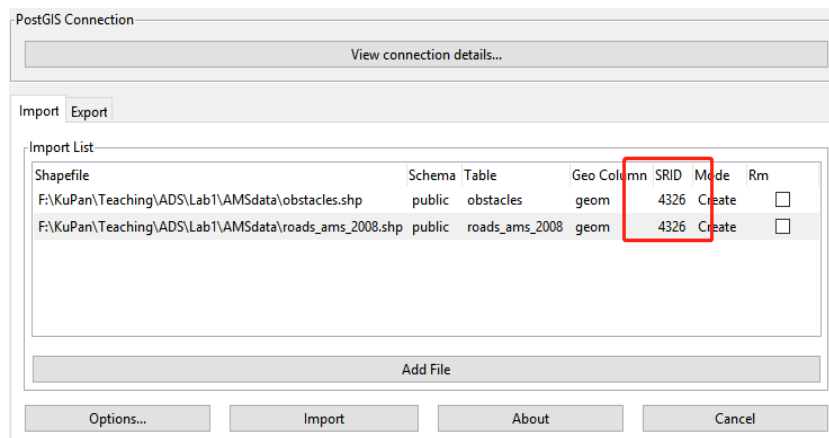 PostGIS Connection
View connection details...
Import Export
Import List
Shapefile Schema Table Geo Column SRID Mode Rm
F:\KuPan\Teaching\ADS\Lab1\AMSdata\obstacles.shp public obstacles geom 4326 Create
F:\KuPan\Teaching\ADS\Lab1\AMSdata\roads_ams_2008.shp public roads_ams_2008 geom 4326 Create
Add File
Options... Import About Cancel